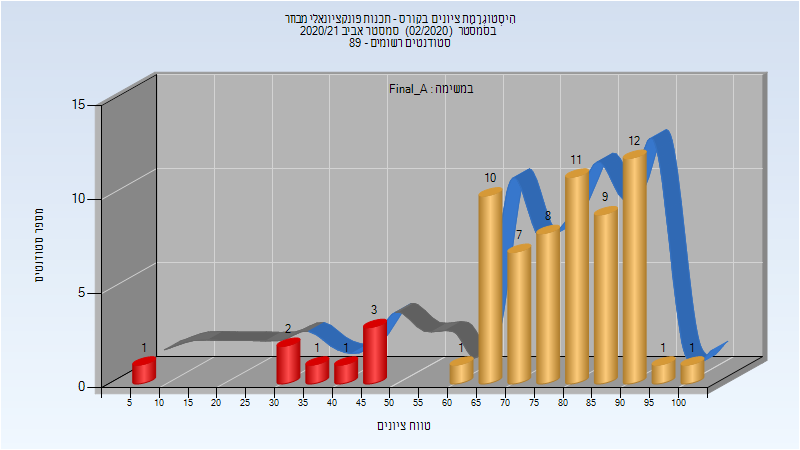 היסטוגרמת ציונים בקורס - תכנות פונקציונאלי מבוזר
בסמסטר (02/2020) סמסטר אביב 2020/21
סטודנטים רשומים - 89
במשימה : Final_A
מספר סטודנטים
15
10
5
0
1
2
1
1
3
1
10
7
8
11
9
12
1
1
5 10 15 20 25 30 35 40 45 50 55 60 65 70 75 80 85 90 95 100
טווח ציונים